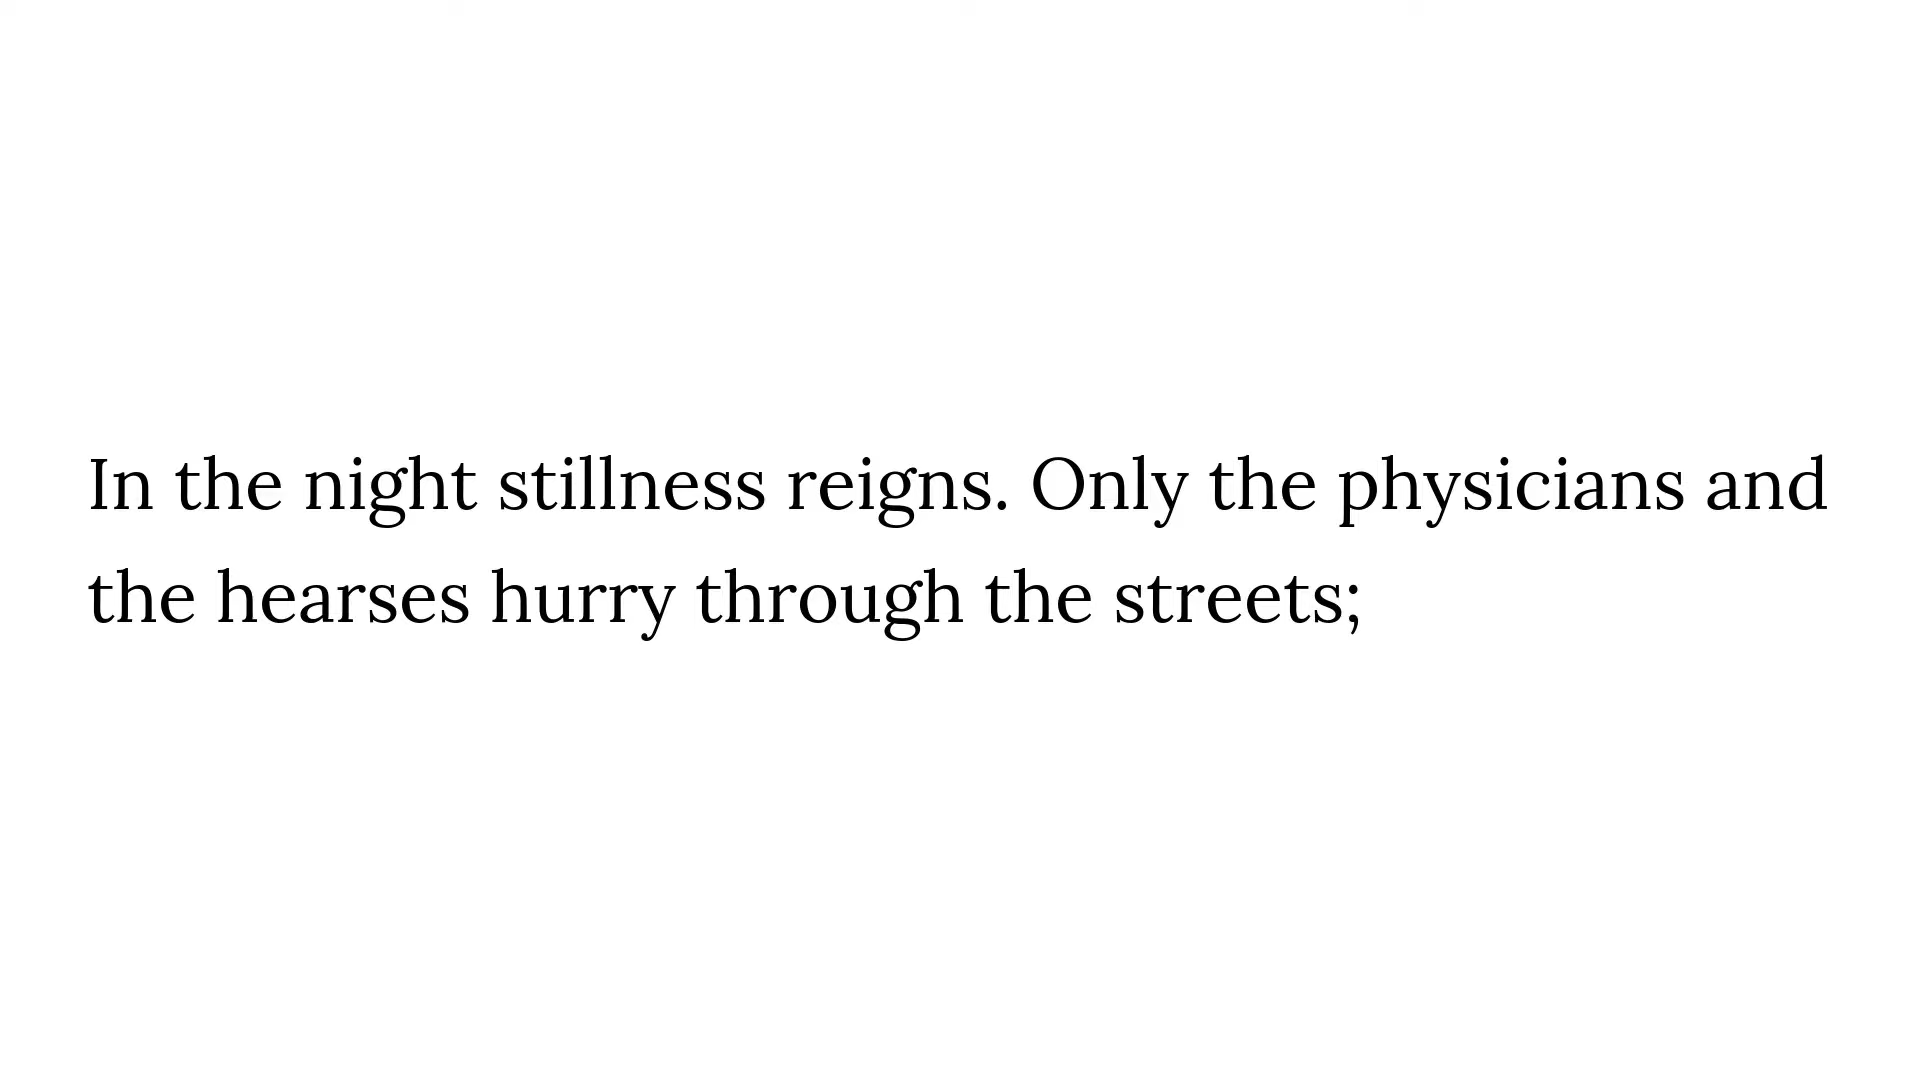 In the night stillness reigns. Only the physicians and
the hearses hurry through the streets;